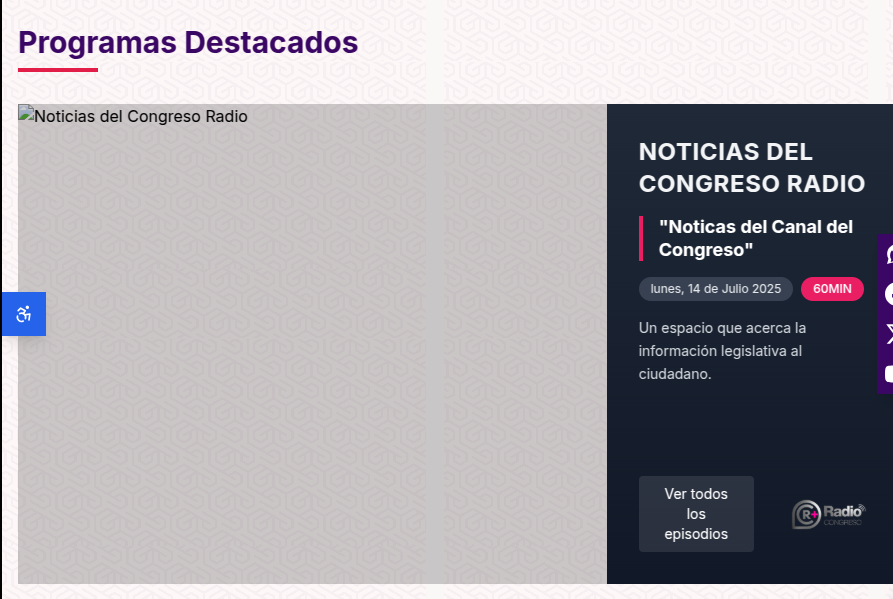 Programas Destacados
Noticias del Congreso Radio
NOTICIAS DEL
CONGRESO RADIO
"Noticas del Canal del
Congreso"
lunes, 14 de Julio 2025
60MIN
Un espacio que acerca la
información legislativa al
ciudadano.
Ver todos
los
episodios
R+ Radio
CONGRESO